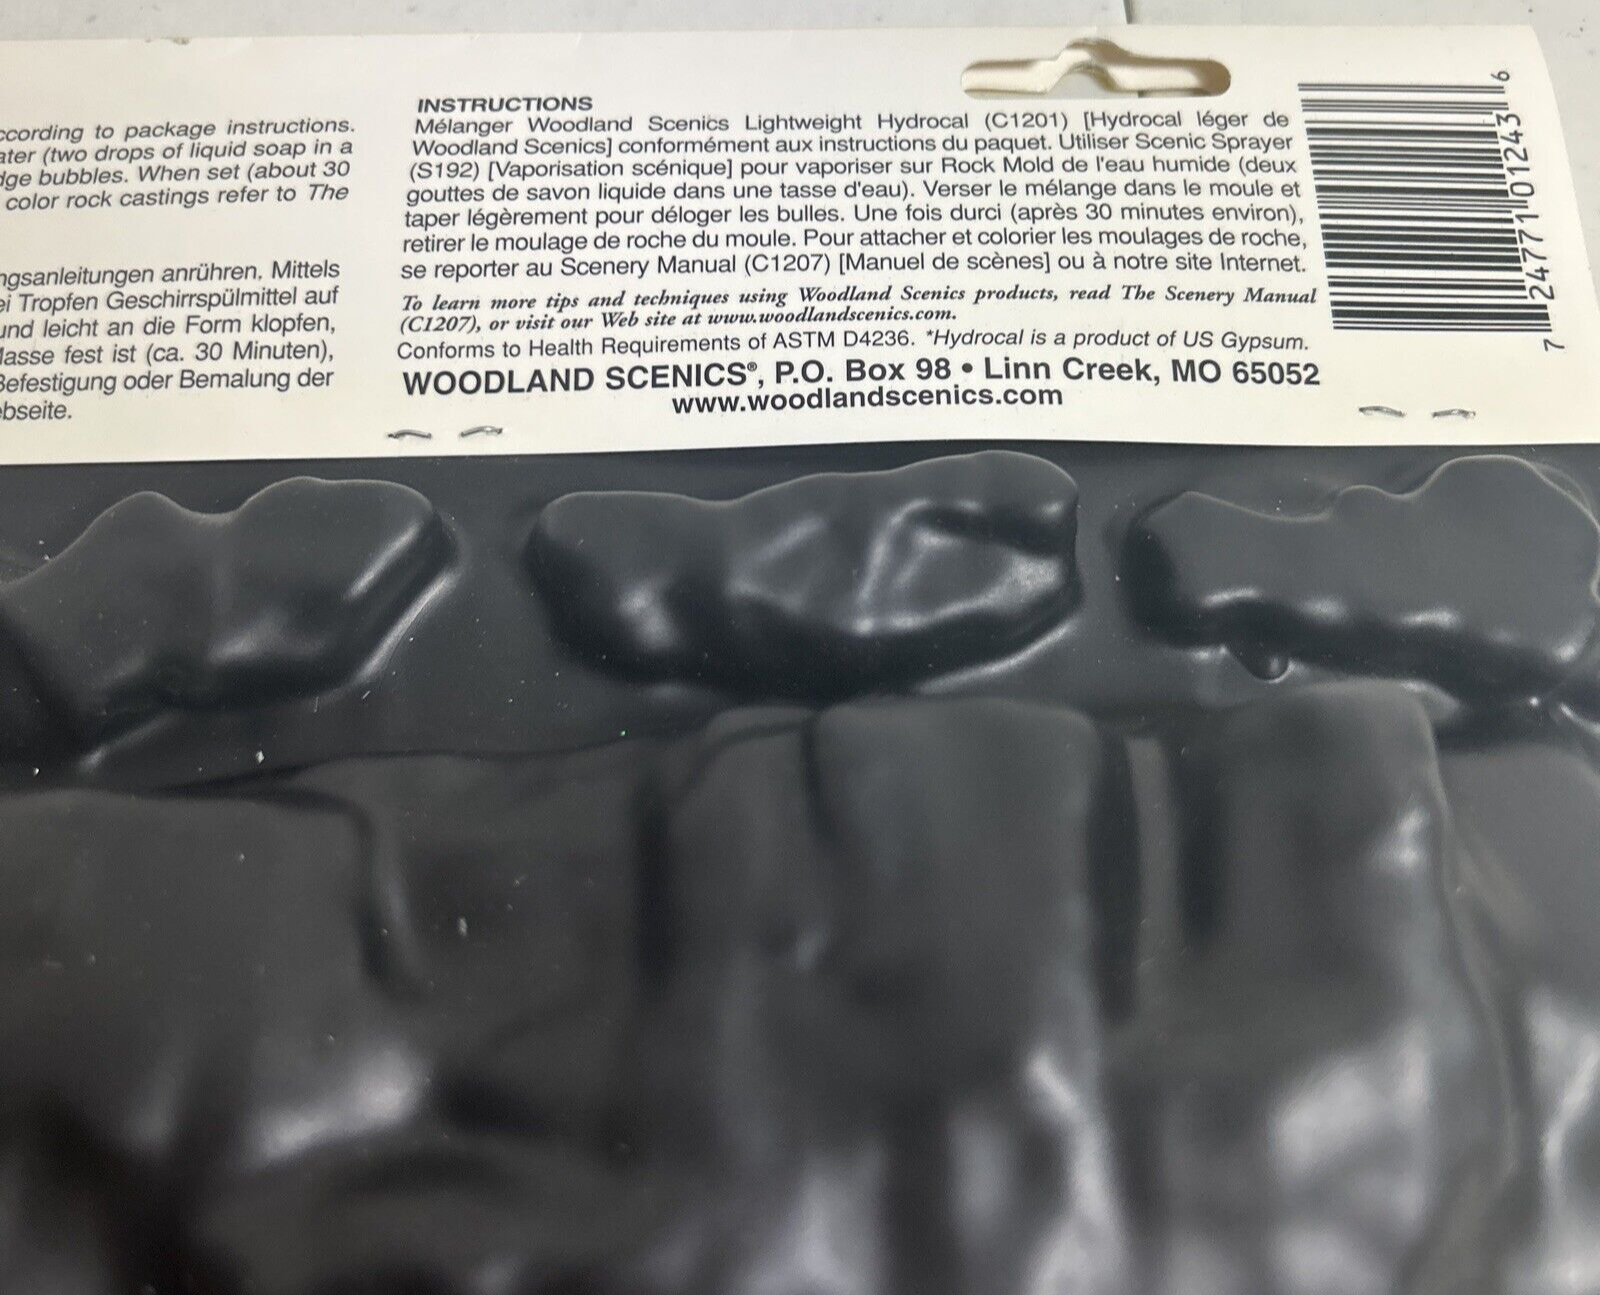 according to package instructions.
(two drops of liquid soap in a
bubbles. When set (about 30
color rock castings refer to The
anrühren. Mittels
Tropfen Geschirrspülmittel auf
und leicht an die Form klopfen,
fest ist (ca. 30 Minuten),
Befestigung oder Bemalung der
INSTRUCTIONS
Mélanger Woodland Scenics Lightweight Hydrocal (C1201) [Hydrocal léger de
Woodland Scenics] conformément aux instructions du paquet. Utiliser Scenic Sprayer
(S192) [Vaporisation scénique] pour vaporiser sur Rock Mold de l'eau humide (deux
gouttes de savon liquide dans une tasse d'eau). Verser le mélange dans le moule et
taper légèrement pour déloger les bulles. Une fois durci (après 30 minutes environ),
retirer le moulage de roche du moule. Pour attacher et colorier les moulages de roche,
se reporter au Scenery Manual (C1207) [Manuel de scènes] ou à notre site Internet.
To learn more tips and techniques using Woodland Scenics products, read The Scenery Manual
(C1207), or visit our Web site at www.woodlandscenics.com.
Conforms to Health Requirements of ASTM D4236. *Hydrocal is a product of US Gypsum.
WOODLAND SCENICS®, P.O. Box 98 • Linn Creek, MO 65052
www.woodlandscenics.com
7 24771 01243 6